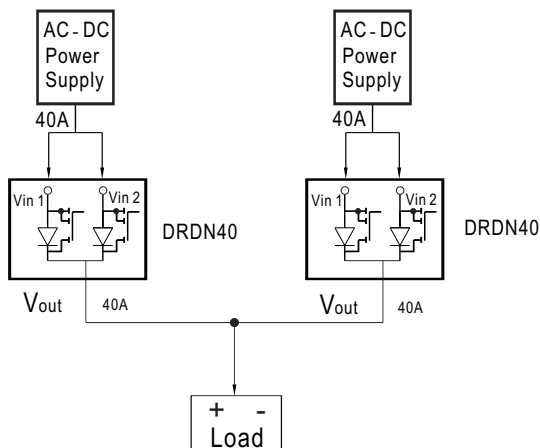 AC - DC
Power
Supply
AC - DC
Power
Supply
40A
40A
Vin 1
Vin 2
DRDN40
Vin 1
Vin 2
DRDN40
Vout
40A
Vout
40A
+ -
Load